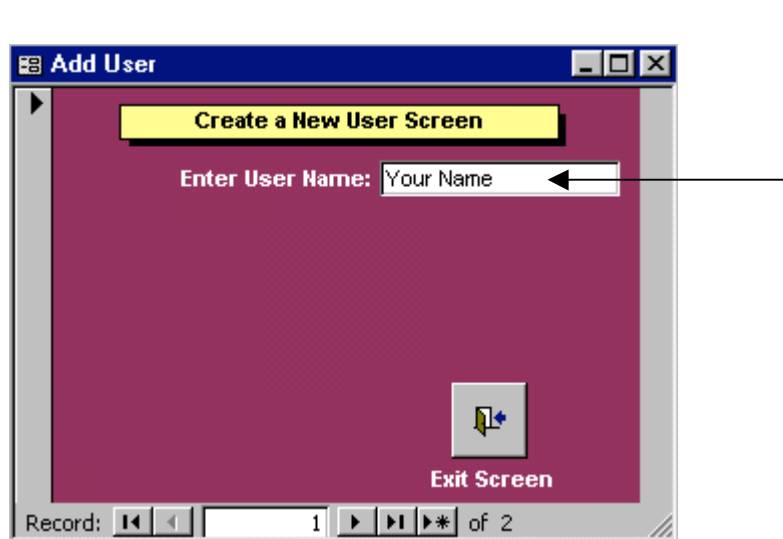 Add User
Create a New User Screen
Enter User Name: Your Name
Exit Screen
Record: 1 of 2